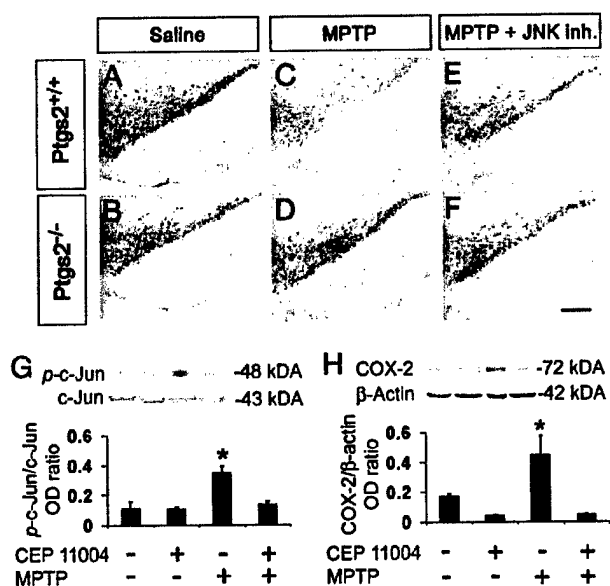 Saline MPTP MPTP + JNK inh.
Ptgs2+/+
A C E
Ptgs2-/-
B D F
G H
p-c-Jun -48 kDA
c-Jun -43 kDA
COX-2 -72 kDA
β-Actin -42 kDA
p-c-Jun/c-Jun
OD ratio
0.6
0.4
0.2
0
*
COX-2/β-actin
OD ratio
0.6
0.4
0.2
0
*
CEP 11004 - + - +
MPTP - - + +
CEP 11004 - + - +
MPTP - - + +